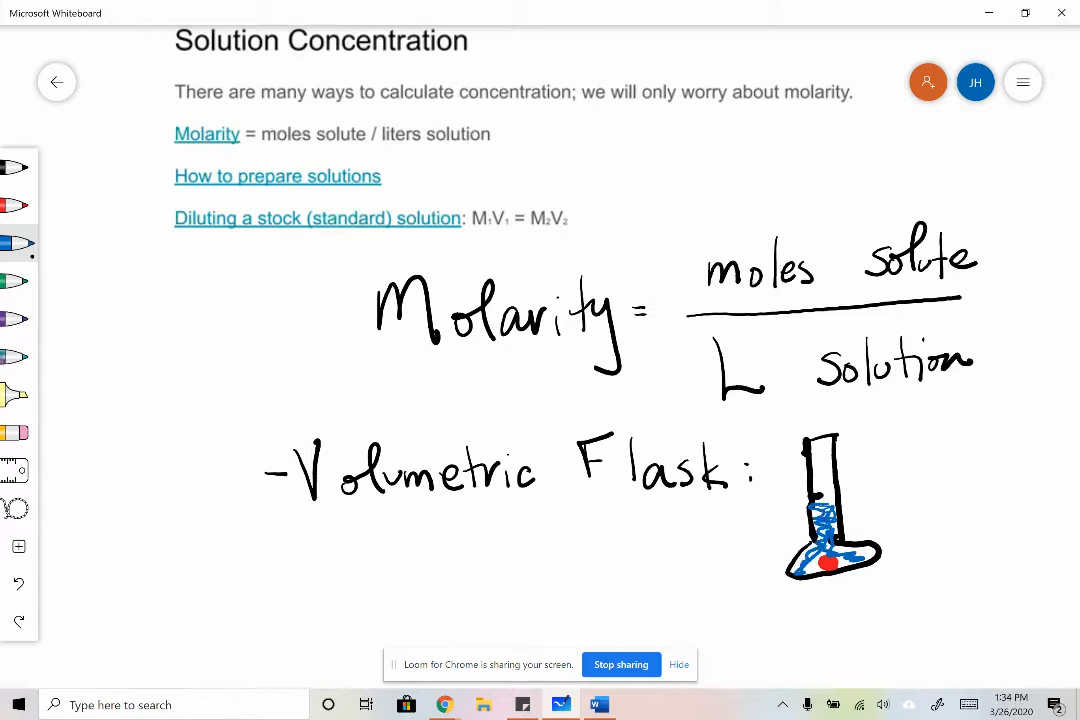 Microsoft Whiteboard
Solution Concentration
There are many ways to calculate concentration; we will only worry about molarity.
JH
Molarity = moles solute / liters solution
How to prepare solutions
Diluting a stock (standard) solution: M₁V₁ = M₂V₂
Molarity = moles solute
L solution
- Volumetric Flask:
Loom for Chrome is sharing your screen. Stop sharing Hide
Type here to search
1:34 PM
3/26/2020
2